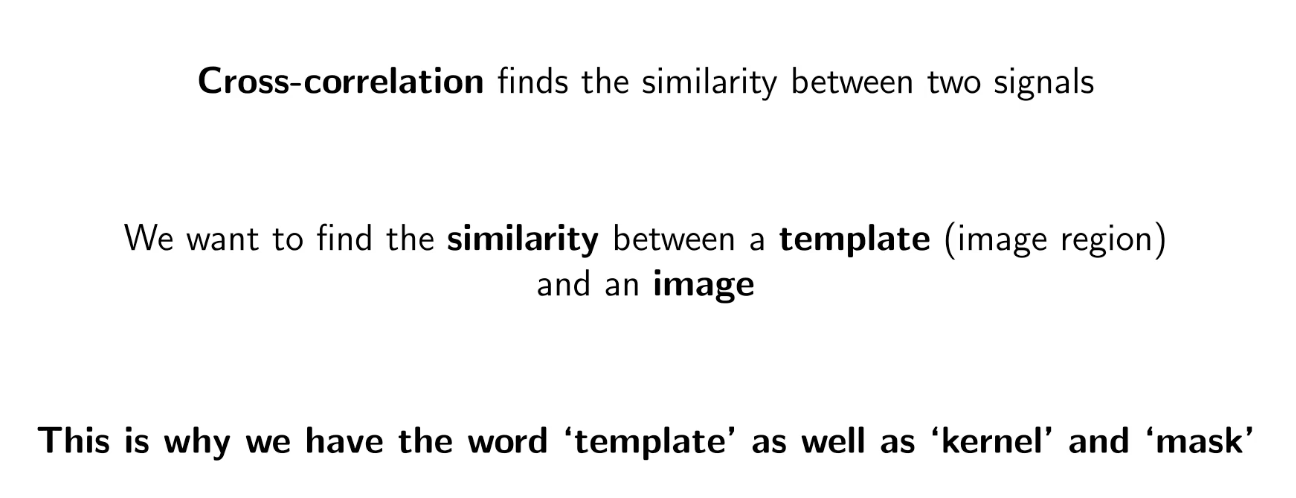 Cross-correlation finds the similarity between two signals
We want to find the similarity between a template (image region)
and an image
This is why we have the word ‘template’ as well as ‘kernel’ and ‘mask’